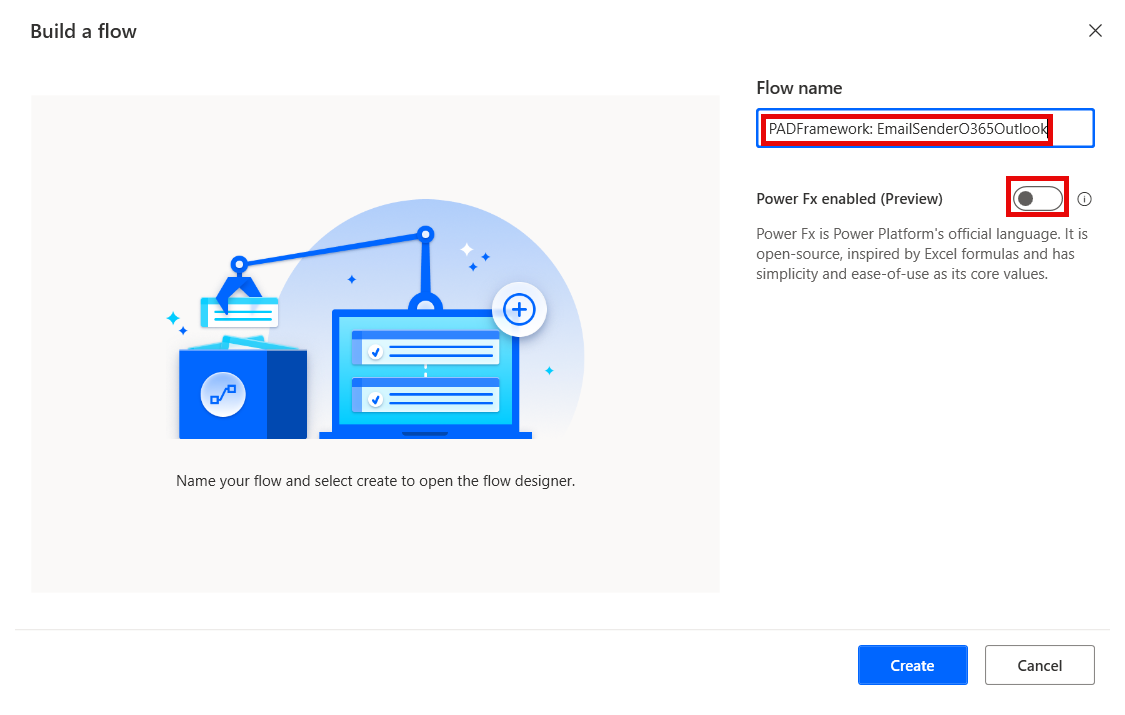 Build a flow
Flow name
PADFramework: EmailSenderO365Outlook
Power Fx enabled (Preview)
Power Fx is Power Platform's official language. It is
open-source, inspired by Excel formulas and has
simplicity and ease-of-use as its core values.
Name your flow and select create to open the flow designer.
Create
Cancel